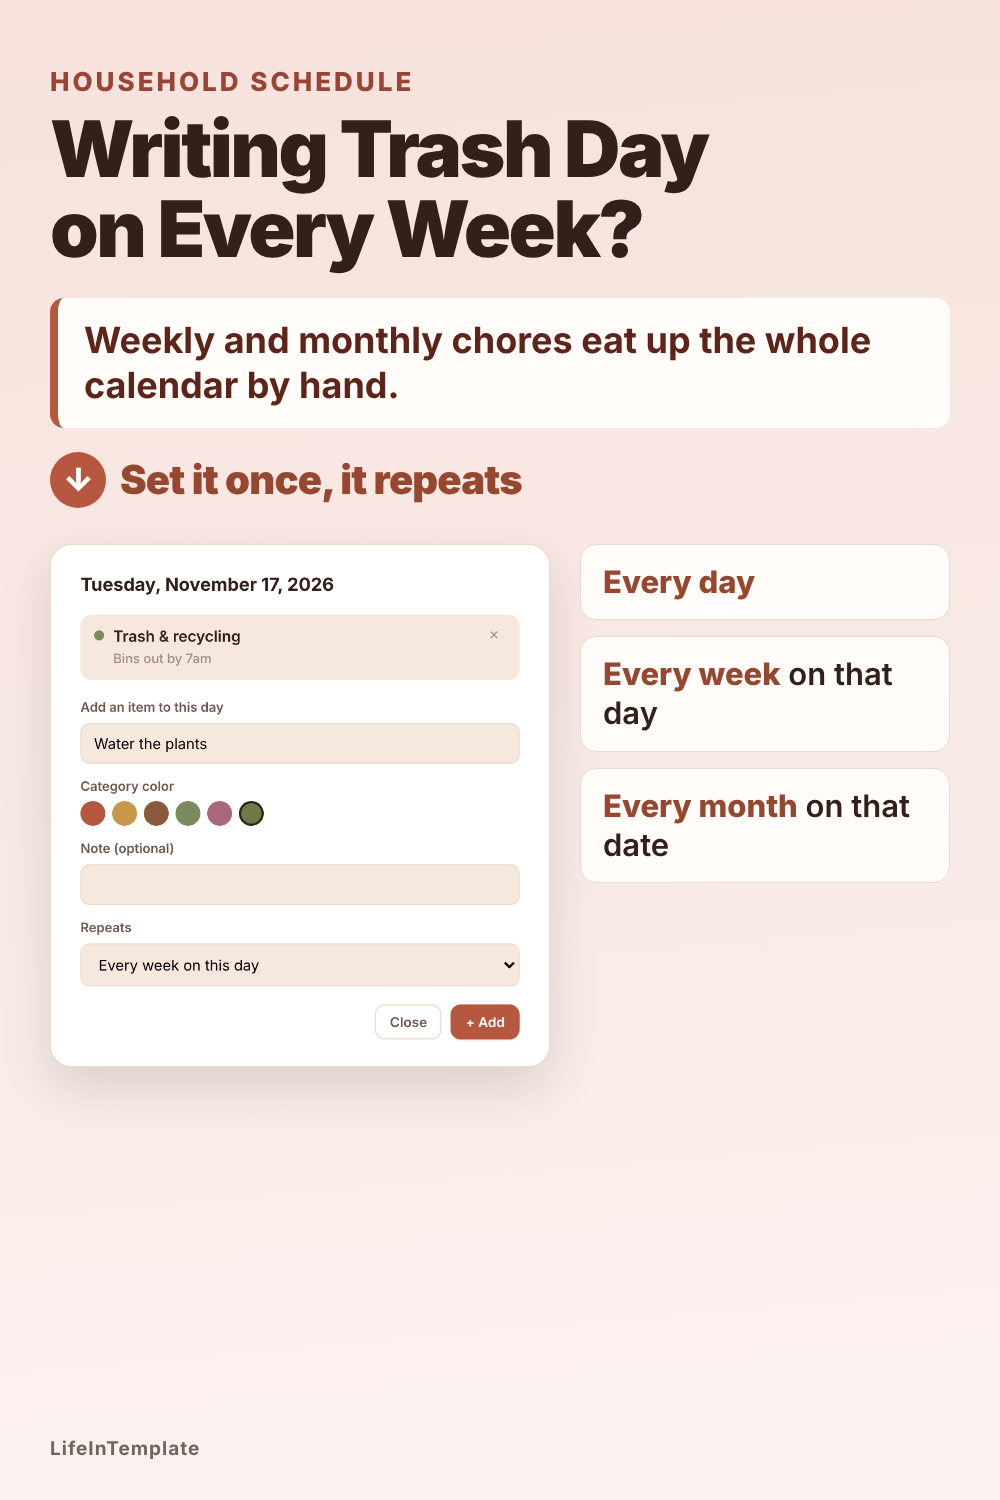 HOUSEHOLD SCHEDULE
Writing Trash Day
on Every Week?
Weekly and monthly chores eat up the whole
calendar by hand.
Set it once, it repeats
Tuesday, November 17, 2026
Trash & recycling
×
Bins out by 7am
Add an item to this day
Water the plants
Category color
Note (optional)
Repeats
Every week on this day
Close
+ Add
Every day
Every week on that
day
Every month on that
date
LifeInTemplate